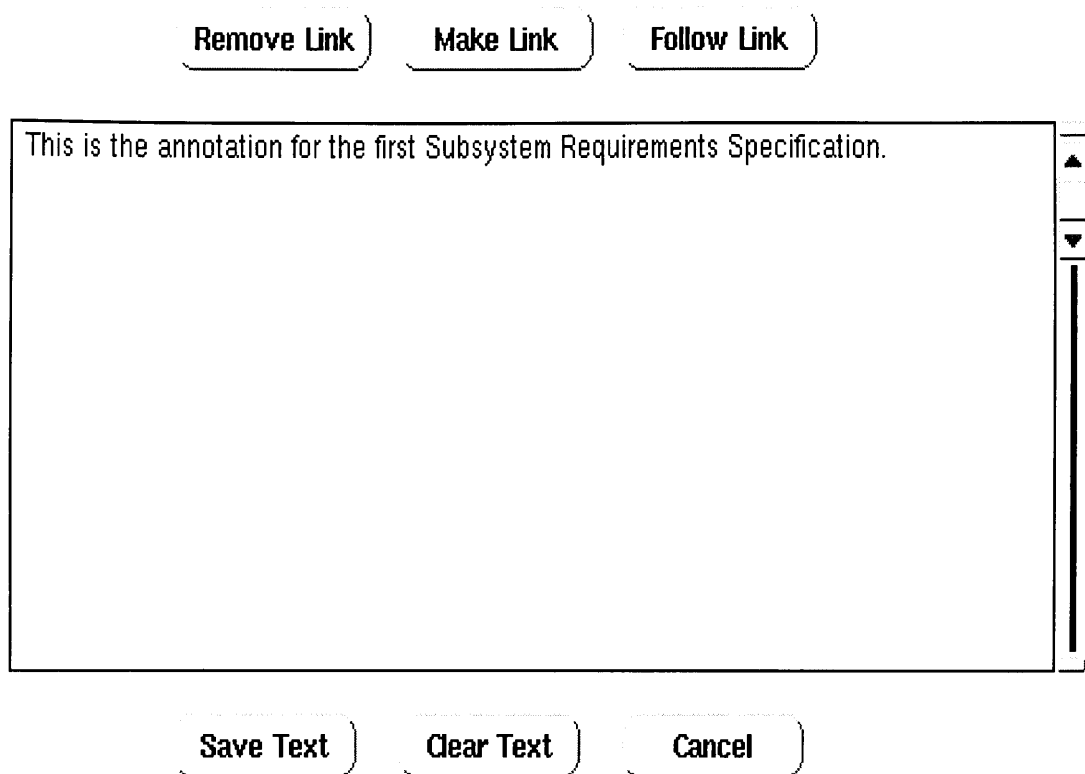 Remove Link Make Link Follow Link
This is the annotation for the first Subsystem Requirements Specification.
Save Text Clear Text Cancel